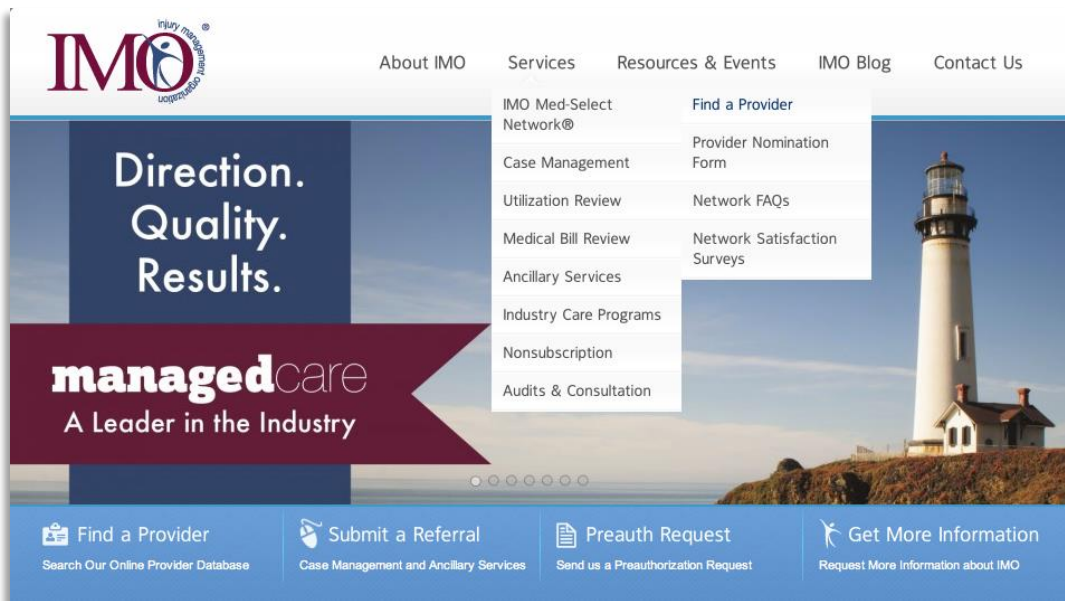 IMO
injury management organization ®
About IMO
Services
Resources & Events
IMO Blog
Contact Us
IMO Med-Select
Network®
Case Management
Utilization Review
Medical Bill Review
Ancillary Services
Industry Care Programs
Nonsubscription
Audits & Consultation
Find a Provider
Provider Nomination
Form
Network FAQs
Network Satisfaction
Surveys
Direction.
Quality.
Results.
managedcare
A Leader in the Industry
Find a Provider
Search Our Online Provider Database
Submit a Referral
Case Management and Ancillary Services
Preauth Request
Send us a Preauthorization Request
Get More Information
Request More Information about IMO